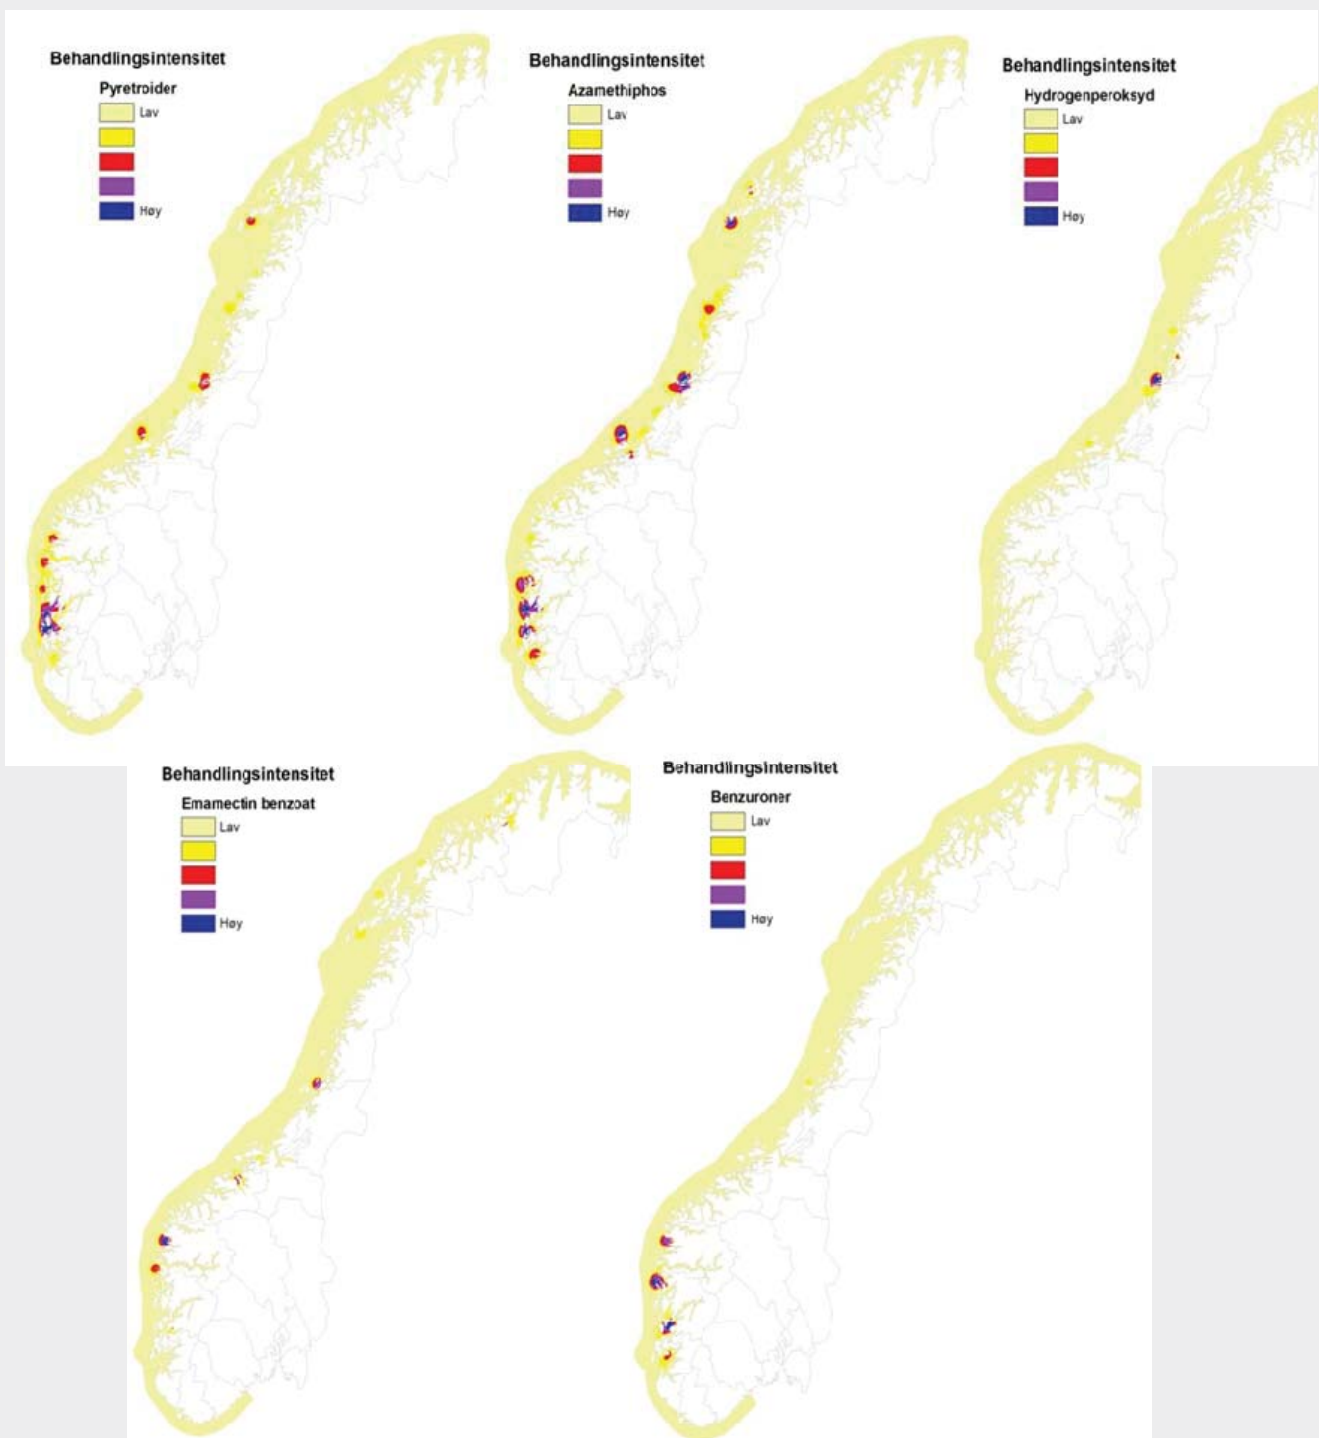 Behandlingsintensitet
Pyretroider
Lav
Høy
Behandlingsintensitet
Azamethiphos
Lav
Høy
Behandlingsintensitet
Hydrogenperoksyd
Lav
Høy
Behandlingsintensitet
Emamectin benzoat
Lav
Høy
Behandlingsintensitet
Benzuroner
Lav
Høy